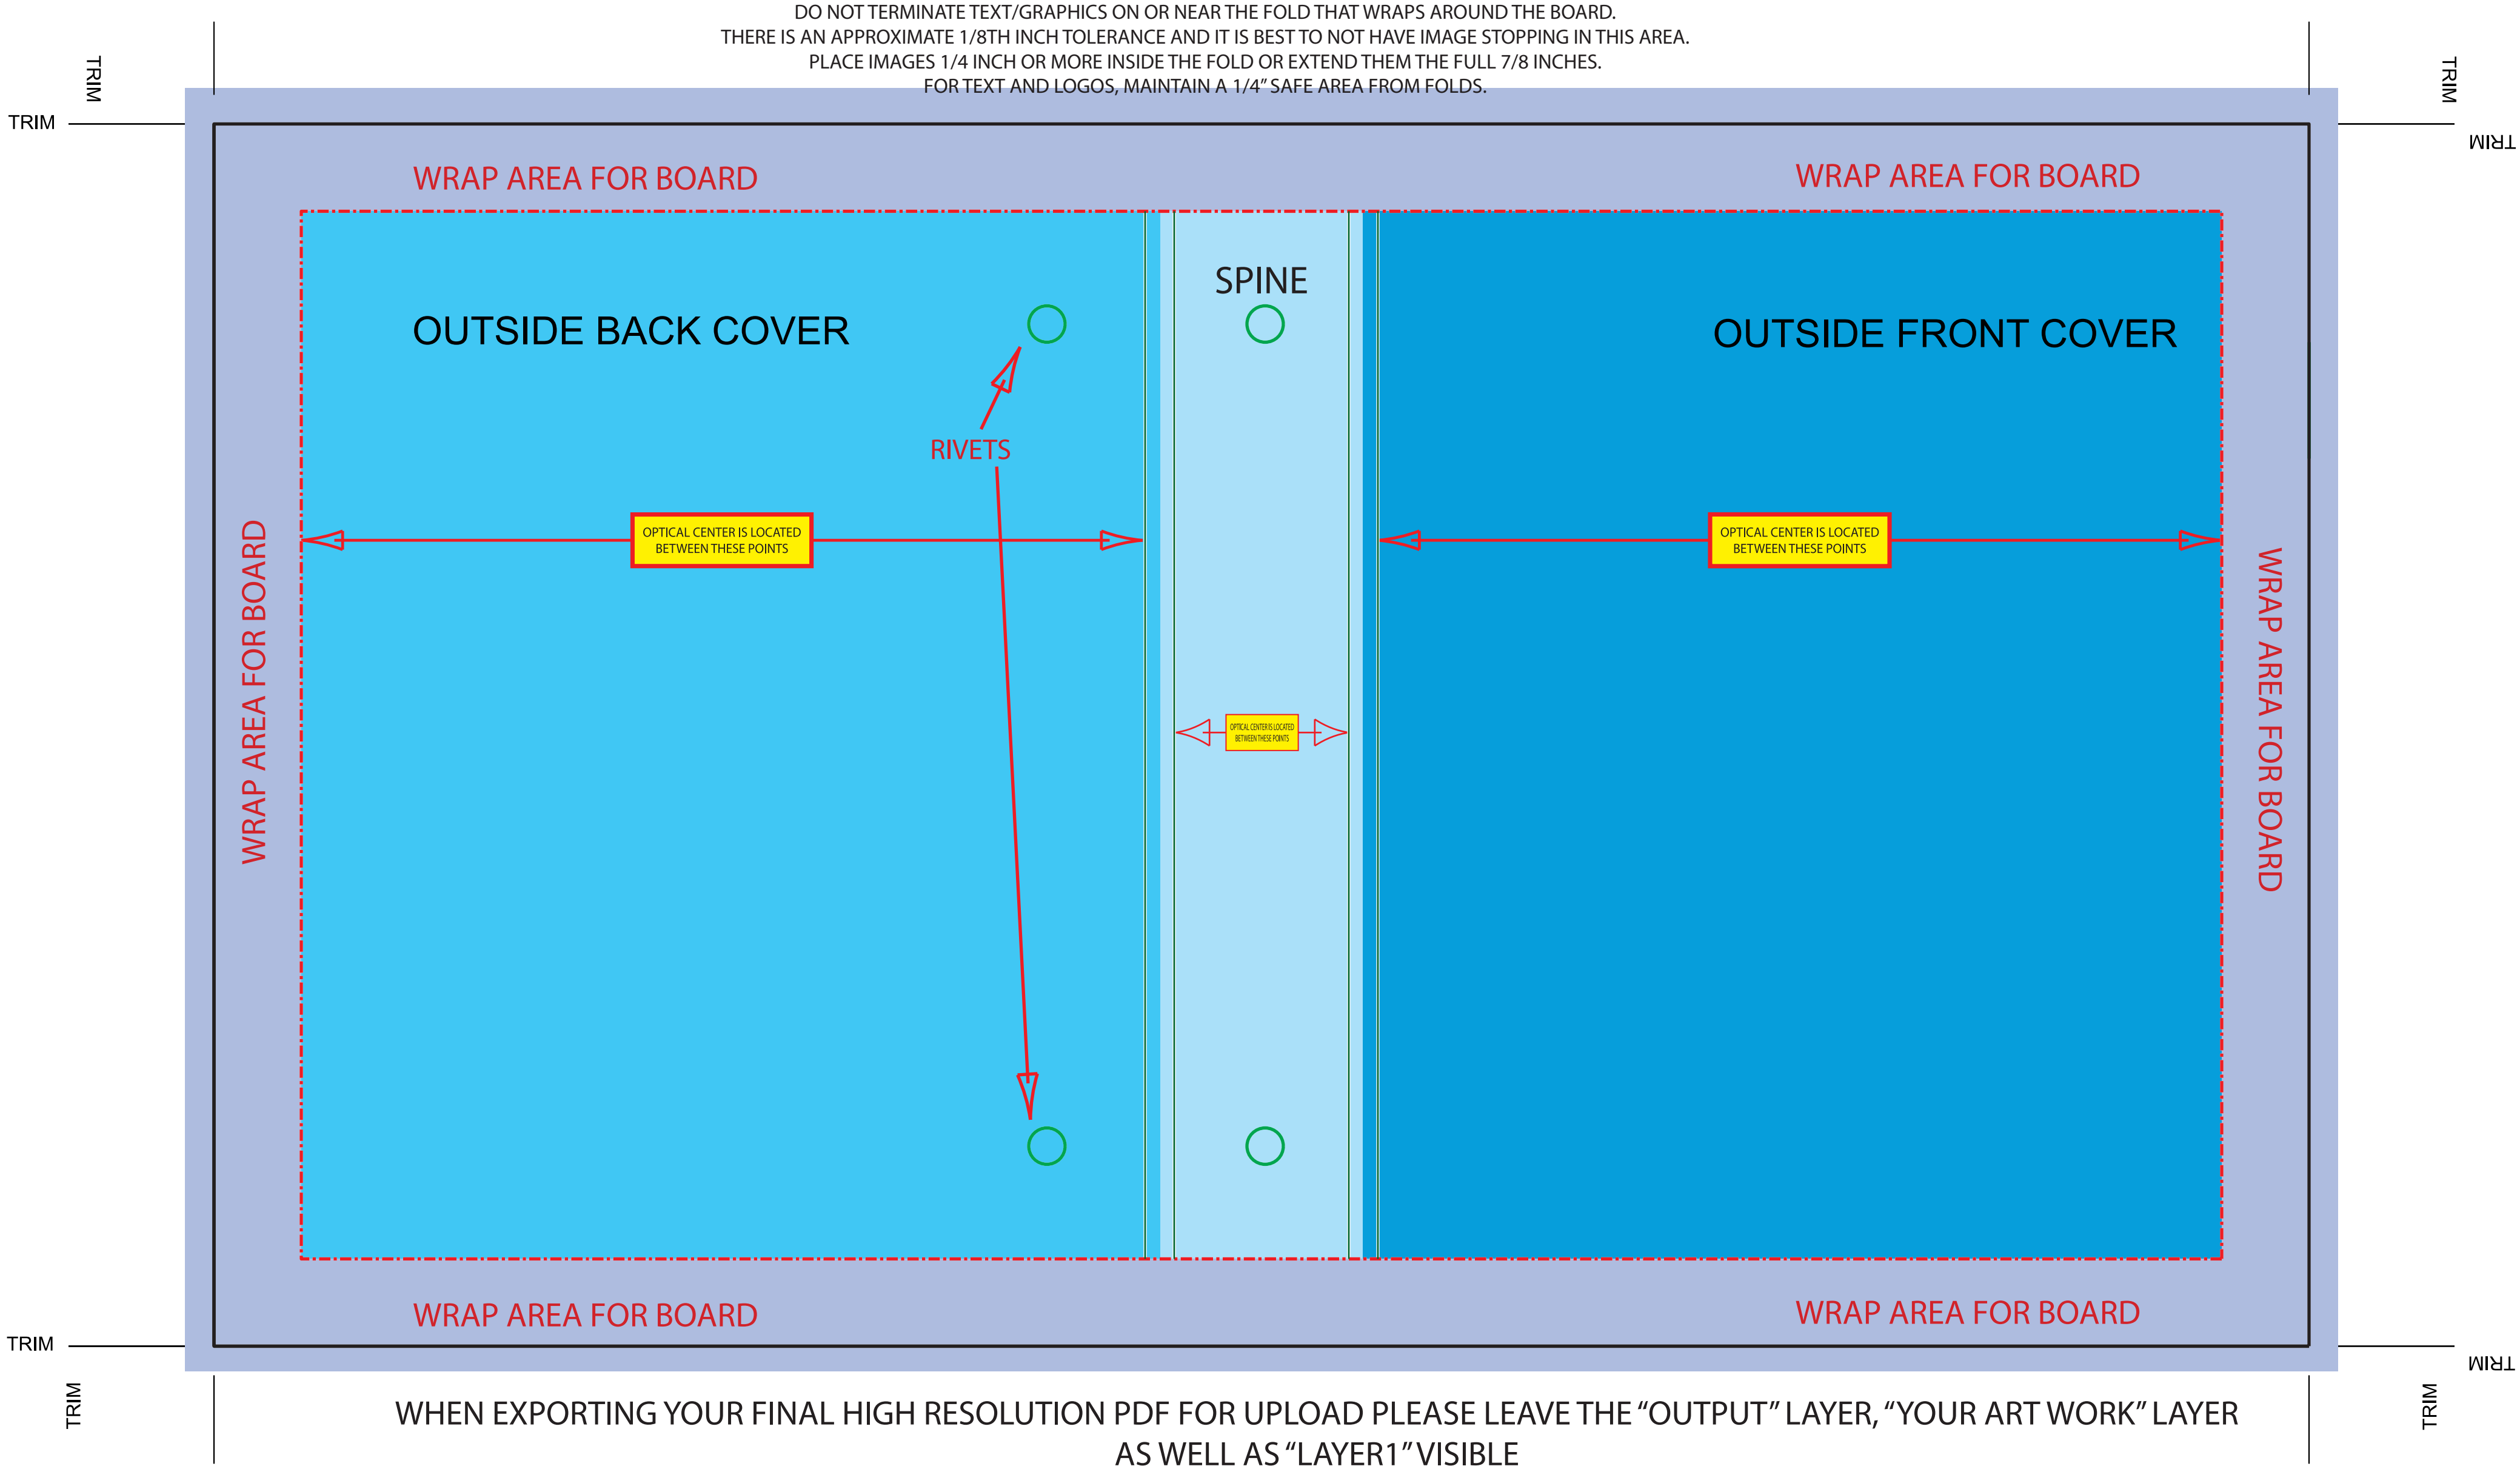 DO NOT TERMINATE TEXT/GRAPHICS ON OR NEAR THE FOLD THAT WRAPS AROUND THE BOARD.
THERE IS AN APPROXIMATE 1/8TH INCH TOLERANCE AND IT IS BEST TO NOT HAVE IMAGE STOPPING IN THIS AREA.
PLACE IMAGES 1/4 INCH OR MORE INSIDE THE FOLD OR EXTEND THEM THE FULL 7/8 INCHES.
FOR TEXT AND LOGOS, MAINTAIN A 1/4” SAFE AREA FROM FOLDS.
TRIM
TRIM
TRIM
TRIM
WRAP AREA FOR BOARD
WRAP AREA FOR BOARD
SPINE
OUTSIDE BACK COVER
OUTSIDE FRONT COVER
RIVETS
OPTICAL CENTER IS LOCATED
BETWEEN THESE POINTS
OPTICAL CENTER IS LOCATED
BETWEEN THESE POINTS
WRAP AREA FOR BOARD
WRAP AREA FOR BOARD
OPTICAL CENTER IS LOCATED
BETWEEN THESE POINTS
WRAP AREA FOR BOARD
WRAP AREA FOR BOARD
TRIM
TRIM
TRIM
TRIM
WHEN EXPORTING YOUR FINAL HIGH RESOLUTION PDF FOR UPLOAD PLEASE LEAVE THE “OUTPUT” LAYER, “YOUR ART WORK” LAYER
AS WELL AS “LAYER1” VISIBLE